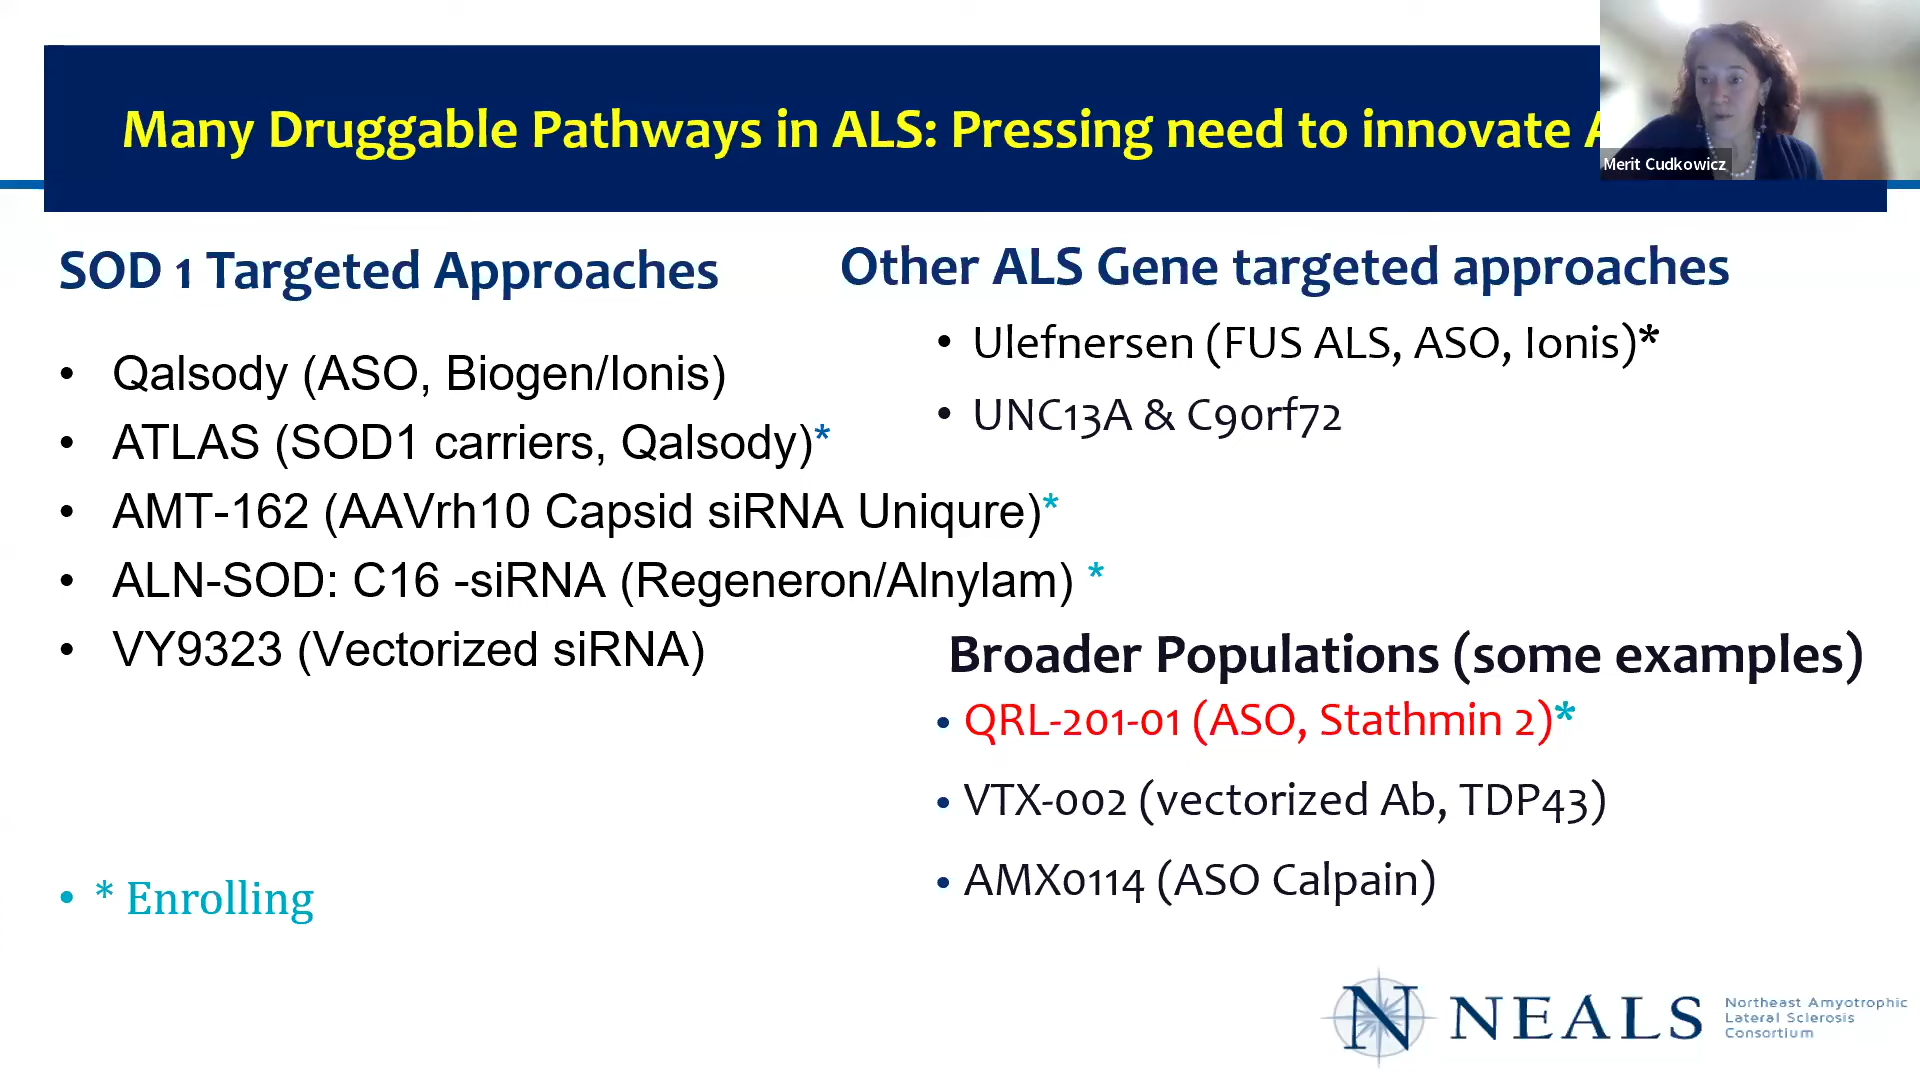 Many Druggable Pathways in ALS: Pressing need to innovate
Merit Cudkowicz
SOD 1 Targeted Approaches
• Qalsody (ASO, Biogen/Ionis)
• ATLAS (SOD1 carriers, Qalsody)*
• AMT-162 (AAVrh10 Capsid siRNA Uniqure)*
• ALN-SOD: C16 -siRNA (Regeneron/Alnylam) *
• VY9323 (Vectorized siRNA)
• * Enrolling
Other ALS Gene targeted approaches
• Ulefnersen (FUS ALS, ASO, Ionis)*
• UNC13A & C9orf72
Broader Populations (some examples)
• QRL-201-01 (ASO, Stathmin 2)*
• VTX-002 (vectorized Ab, TDP43)
• AMX0114 (ASO Calpain)
N NEALS
Northeast Amyotrophic
Lateral Sclerosis
Consortium